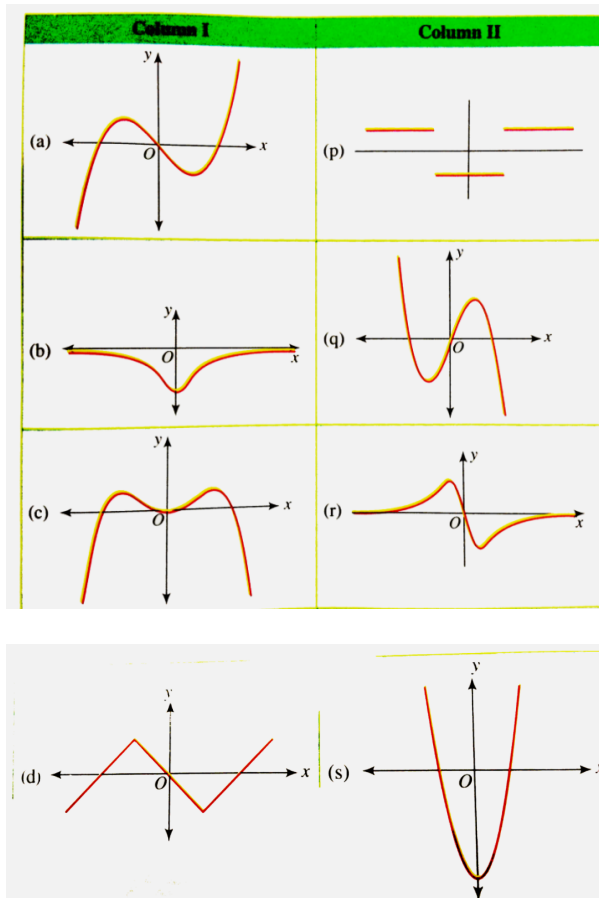 Column I Column II
y
(a) O x (p)
y
(b) O x
y
(q) O x
y
(c) O x
y
(r) O x
y
(d) O x
y
(s) O x